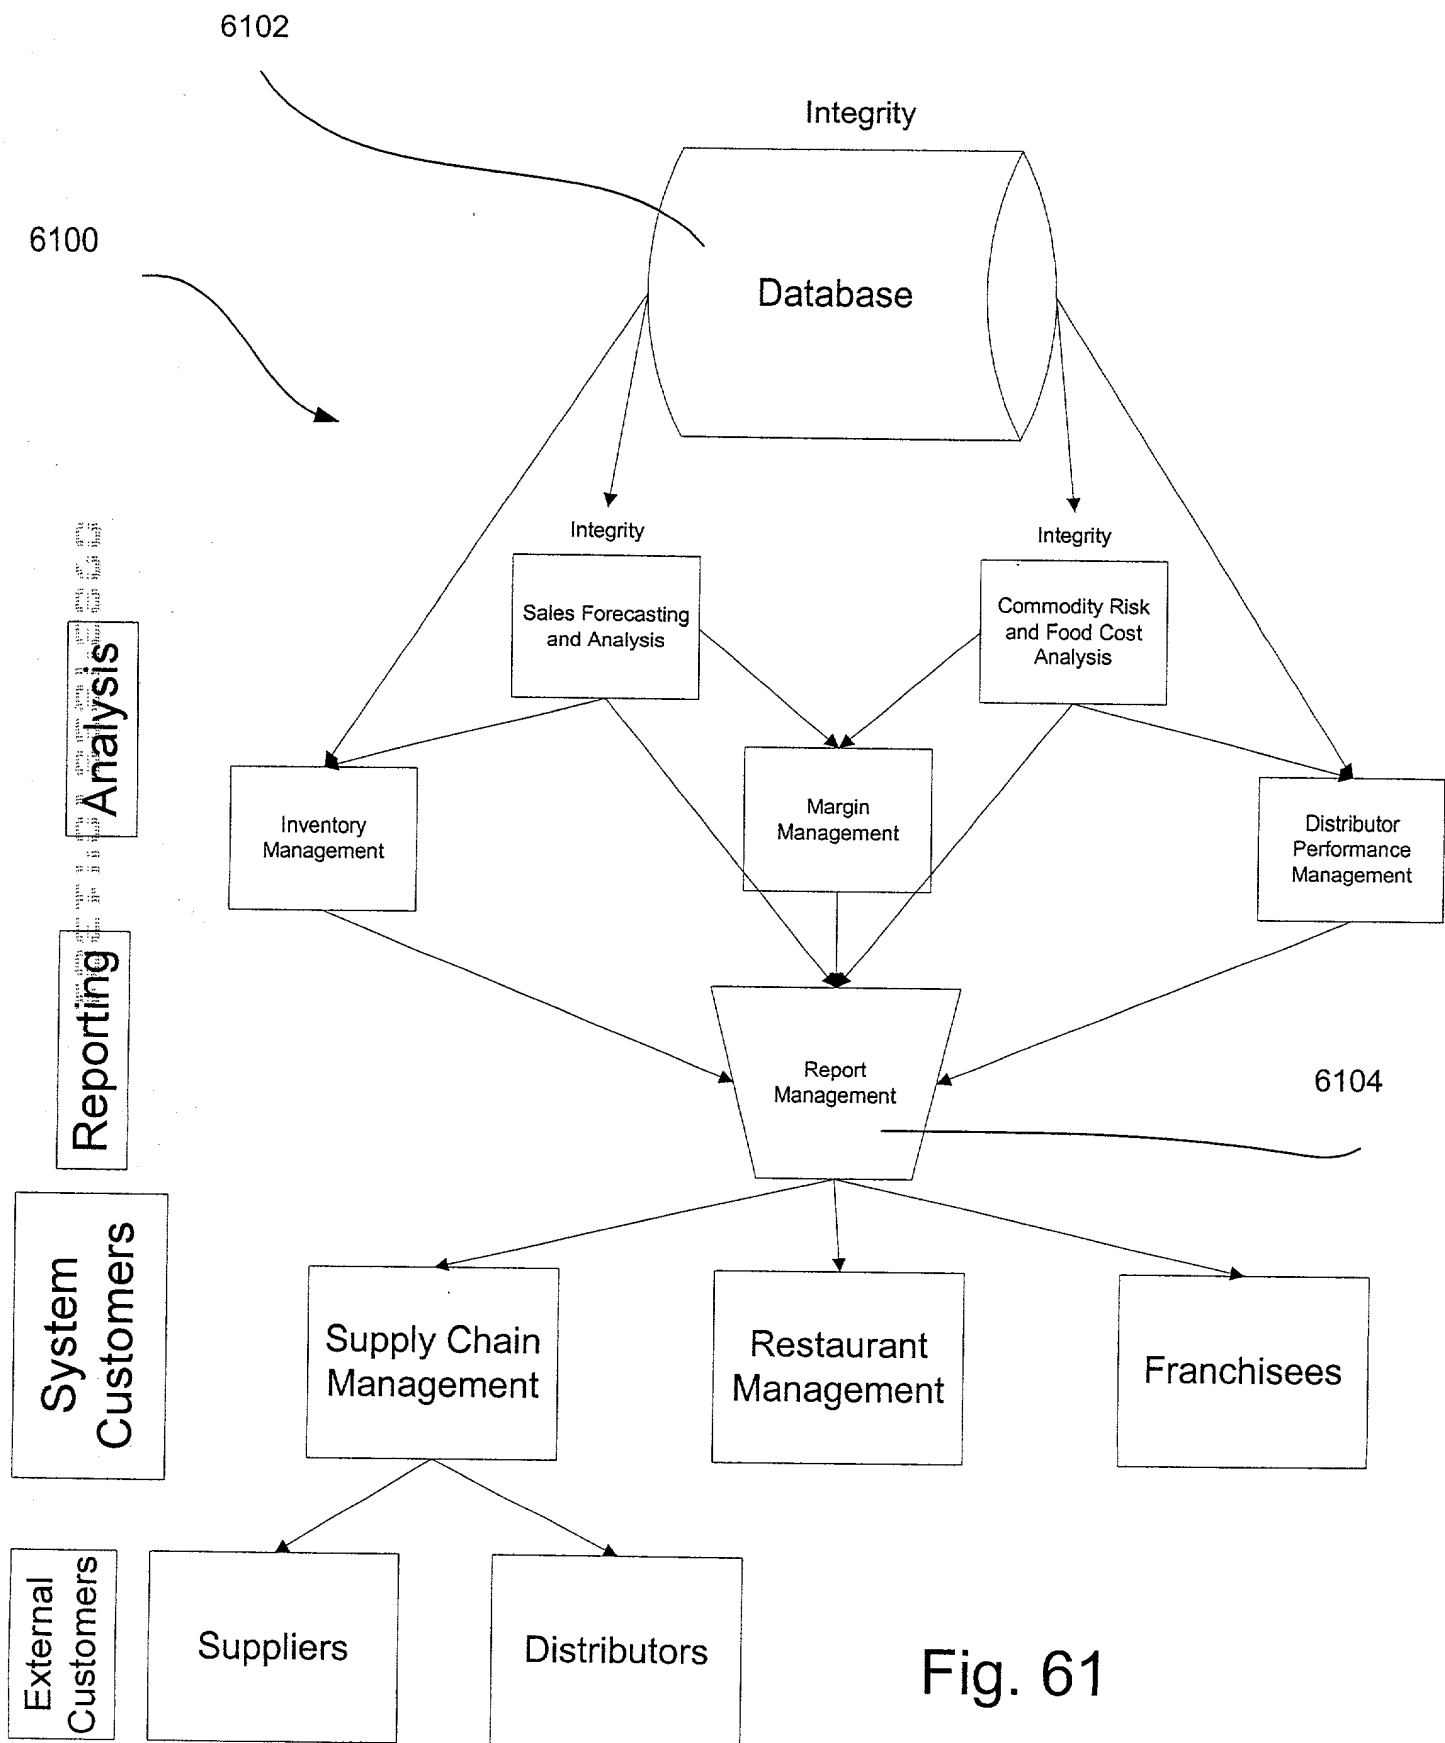 6102
Integrity
6100
Database
Integrity
Integrity
Sales Forecasting
and Analysis
Commodity Risk
and Food Cost
Analysis
Analysis
Inventory
Management
Margin
Management
Distributor
Performance
Management
Reporting
Report
Management
6104
System
Customers
Supply Chain
Management
Restaurant
Management
Franchisees
External
Customers
Suppliers
Distributors
Fig. 61